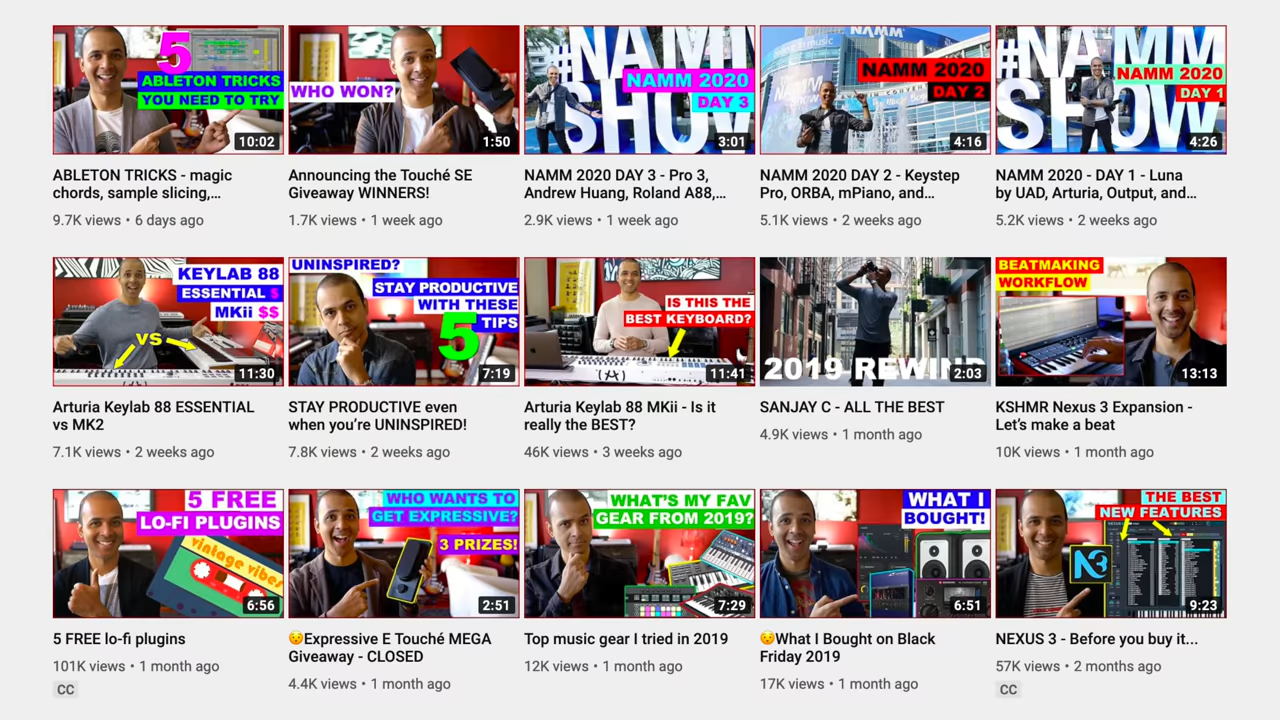 5
ABLETON TRICKS
YOU NEED TO TRY
10:02
WHO WON?
1:50
#NAMM
SHOW
NAMM 2020
DAY 3
3:01
NAMM
NAMM
NAMM 2020
DAY 2
4:16
#NAMM
SHOW
NAMM 2020
DAY 1
4:26
ABLETON TRICKS - magic
chords, sample slicing,...
9.7K views • 6 days ago
Announcing the Touché SE
Giveaway WINNERS!
1.7K views • 1 week ago
NAMM 2020 DAY 3 - Pro 3,
Andrew Huang, Roland A88,...
2.9K views • 1 week ago
NAMM 2020 DAY 2 - Keystep
Pro, ORBA, mPiano, and...
5.1K views • 2 weeks ago
NAMM 2020 - DAY 1 - Luna
by UAD, Arturia, Output, and...
5.2K views • 2 weeks ago
KEYLAB 88
ESSENTIAL $
MKii $$
VS
11:30
UNINSPIRED?
STAY PRODUCTIVE
WITH THESE
5 TIPS
7:19
IS THIS THE
BEST KEYBOARD?
11:41
2019 REWIND
2:03
BEATMAKING
WORKFLOW
13:13
Arturia Keylab 88 ESSENTIAL
vs MK2
7.1K views • 2 weeks ago
STAY PRODUCTIVE even
when you’re UNINSPIRED!
7.8K views • 2 weeks ago
Arturia Keylab 88 MKii - Is it
really the BEST?
46K views • 3 weeks ago
SANJAY C - ALL THE BEST
4.9K views • 1 month ago
KSHMR Nexus 3 Expansion -
Let’s make a beat
10K views • 1 month ago
5 FREE
LO-FI PLUGINS
vintage vibes
6:56
WHO WANTS TO
GET EXPRESSIVE?
3 PRIZES!
2:51
WHAT’S MY FAV
GEAR FROM 2019?
7:29
WHAT I
BOUGHT!
6:51
THE BEST
NEW FEATURES
N3
9:23
5 FREE lo-fi plugins
101K views • 1 month ago
CC
😏Expressive E Touché MEGA
Giveaway - CLOSED
4.4K views • 1 month ago
Top music gear I tried in 2019
12K views • 1 month ago
😏What I Bought on Black
Friday 2019
17K views • 1 month ago
NEXUS 3 - Before you buy it...
57K views • 2 months ago
CC